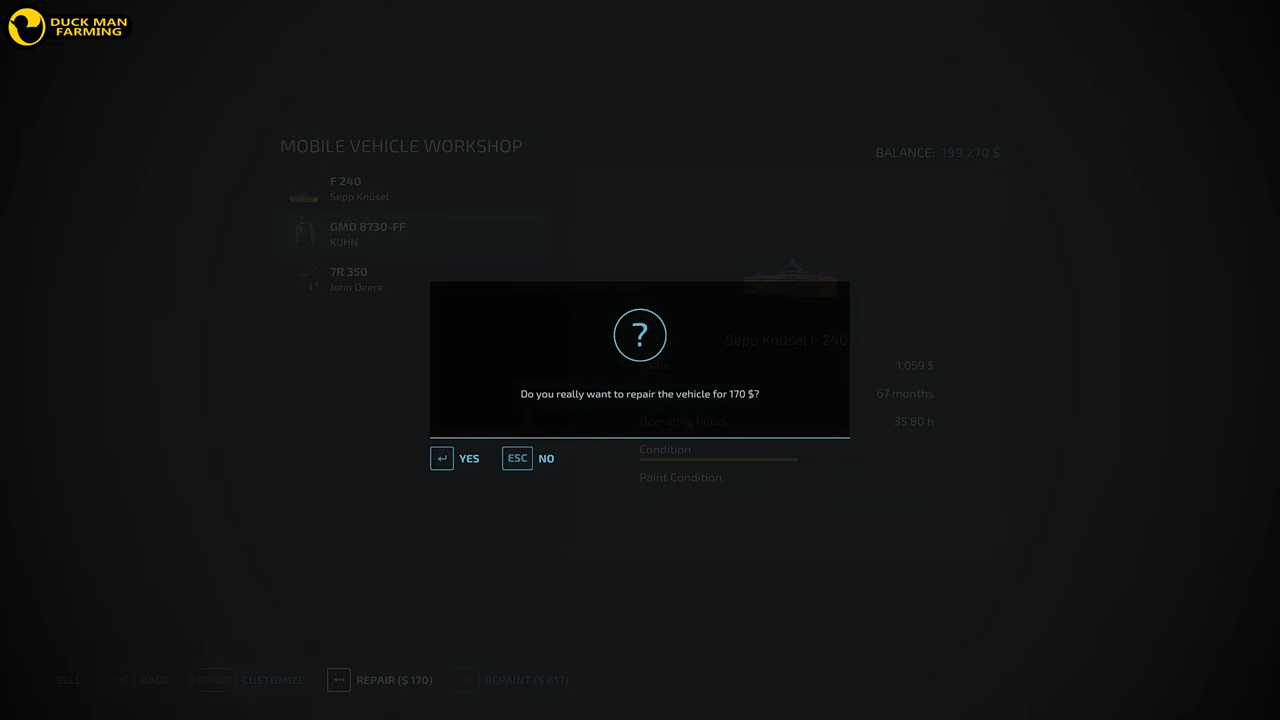 DUCK MAN
FARMING
MOBILE VEHICLE WORKSHOP
BALANCE: 199,270 $
F 240
Sepp Knüsel
GMD 8730-FF
KUHN
7R 350
John Deere
?
Sepp Knüsel F 240
1,059 $
Do you really want to repair the vehicle for 170 $?
67 months
Operating hours
35.80 h
Condition
↵ YES ESC NO
Paint Condition
SELL BACK CUSTOMIZE REPAIR ($ 170) REPAINT ($ 817)